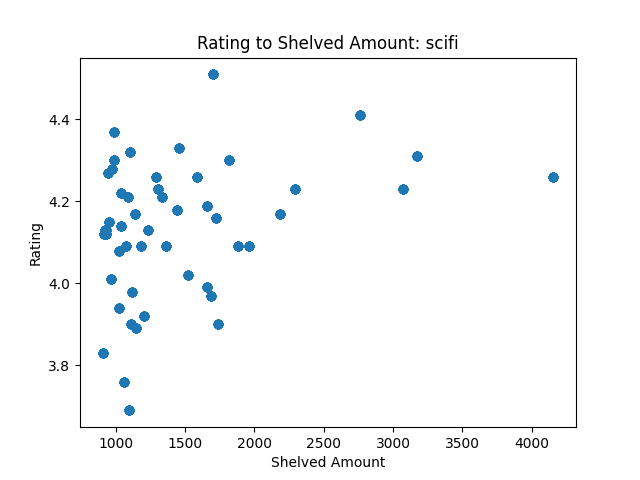 Rating to Shelved Amount: scifi
4.4
4.2
4.0
3.8
Rating
1000 1500 2000 2500 3000 3500 4000
Shelved Amount